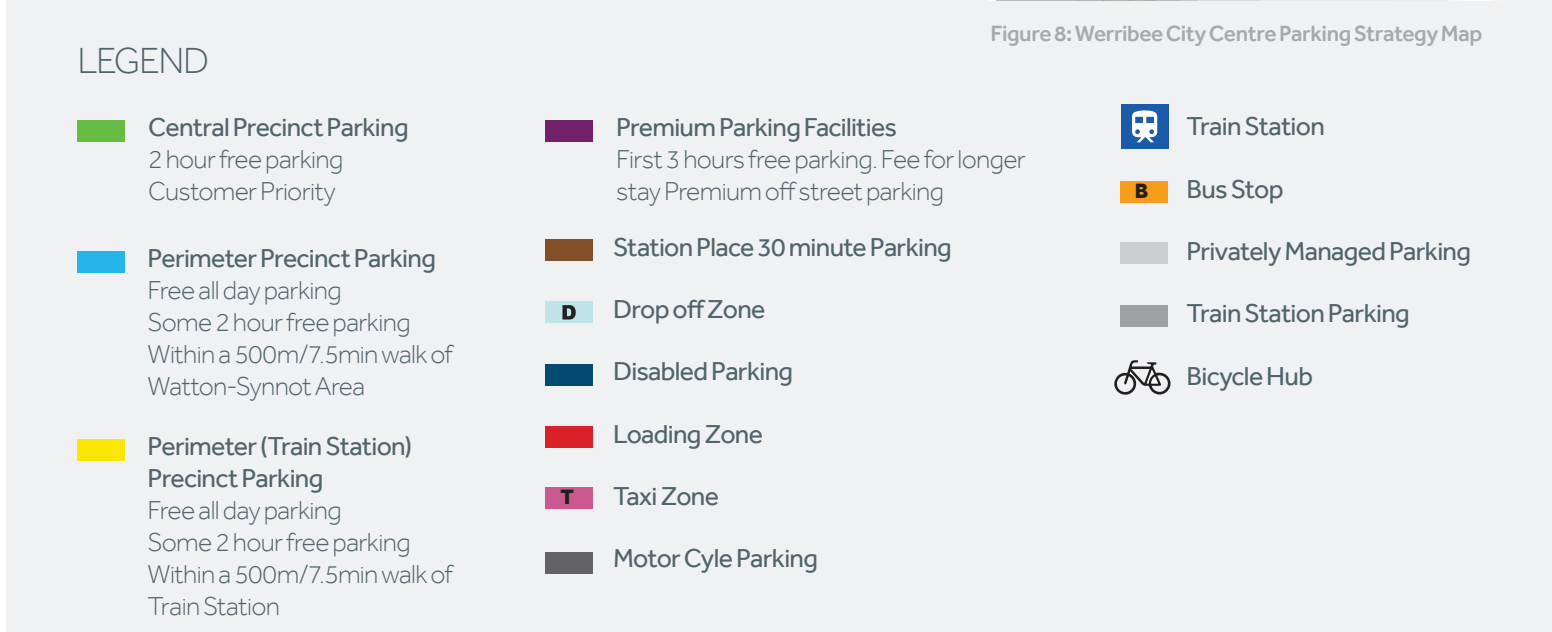 Figure 8: Werribee City Centre Parking Strategy Map
LEGEND
Central Precinct Parking
2 hour free parking
Customer Priority
Perimeter Precinct Parking
Free all day parking
Some 2 hour free parking
Within a 500m/7.5min walk of
Watton-Synnot Area
Perimeter (Train Station)
Precinct Parking
Free all day parking
Some 2 hour free parking
Within a 500m/7.5min walk of
Train Station
Premium Parking Facilities
First 3 hours free parking. Fee for longer
stay Premium off street parking
Station Place 30 minute Parking
D Drop off Zone
Disabled Parking
Loading Zone
T Taxi Zone
Motor Cyle Parking
Train Station
B Bus Stop
Privately Managed Parking
Train Station Parking
Bicycle Hub